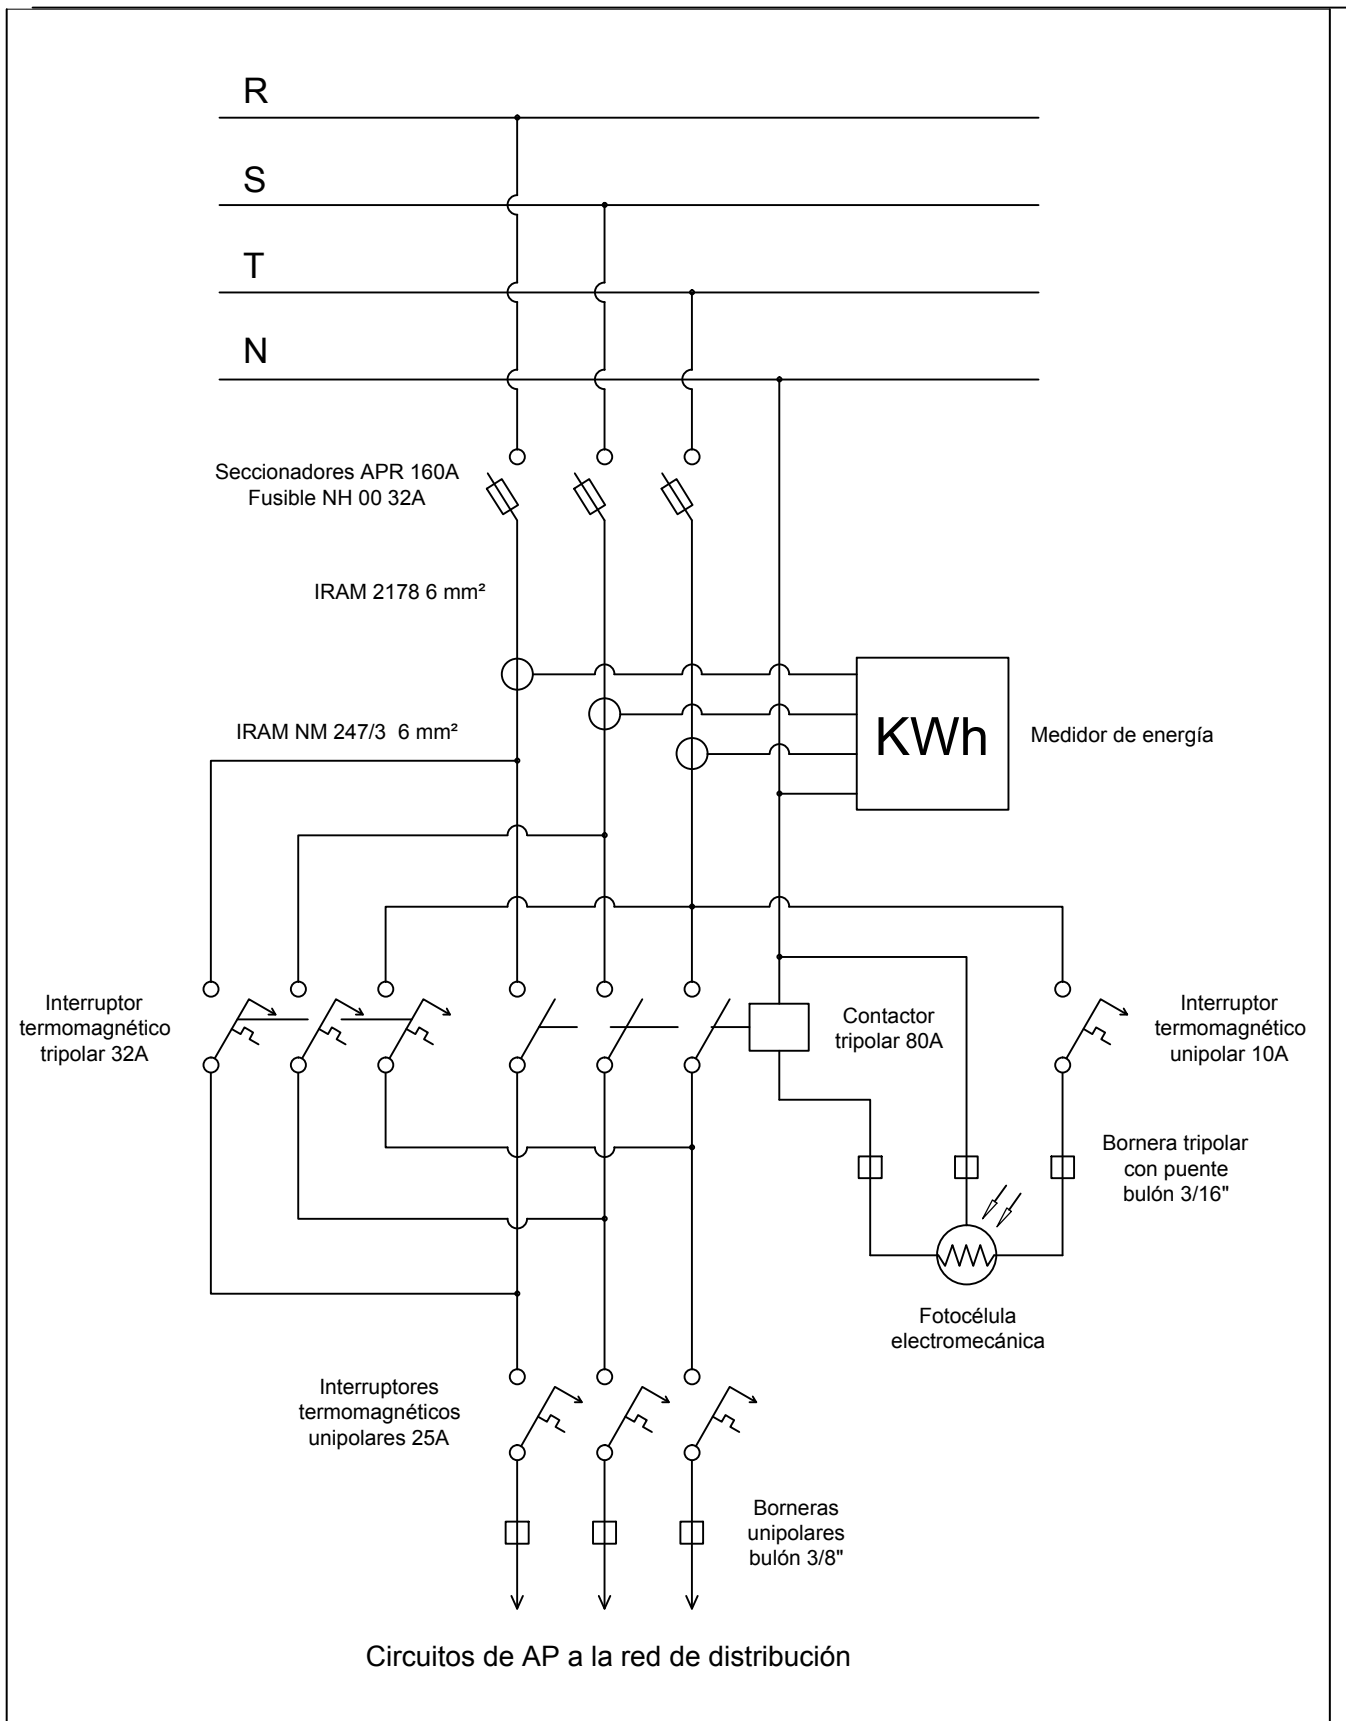 R
S
T
N
Seccionadores APR 160A
Fusible NH 00 32A
IRAM 2178 6 mm²
IRAM NM 247/3  6 mm²
KWh
Medidor de energía
Interruptor
termomagnético
tripolar 32A
Contactor
tripolar 80A
Interruptor
termomagnético
unipolar 10A
Bornera tripolar
con puente
bulón 3/16"
Fotocélula
electromecánica
Interruptores
termomagnéticos
unipolares 25A
Borneras
unipolares
bulón 3/8"
Circuitos de AP a la red de distribución